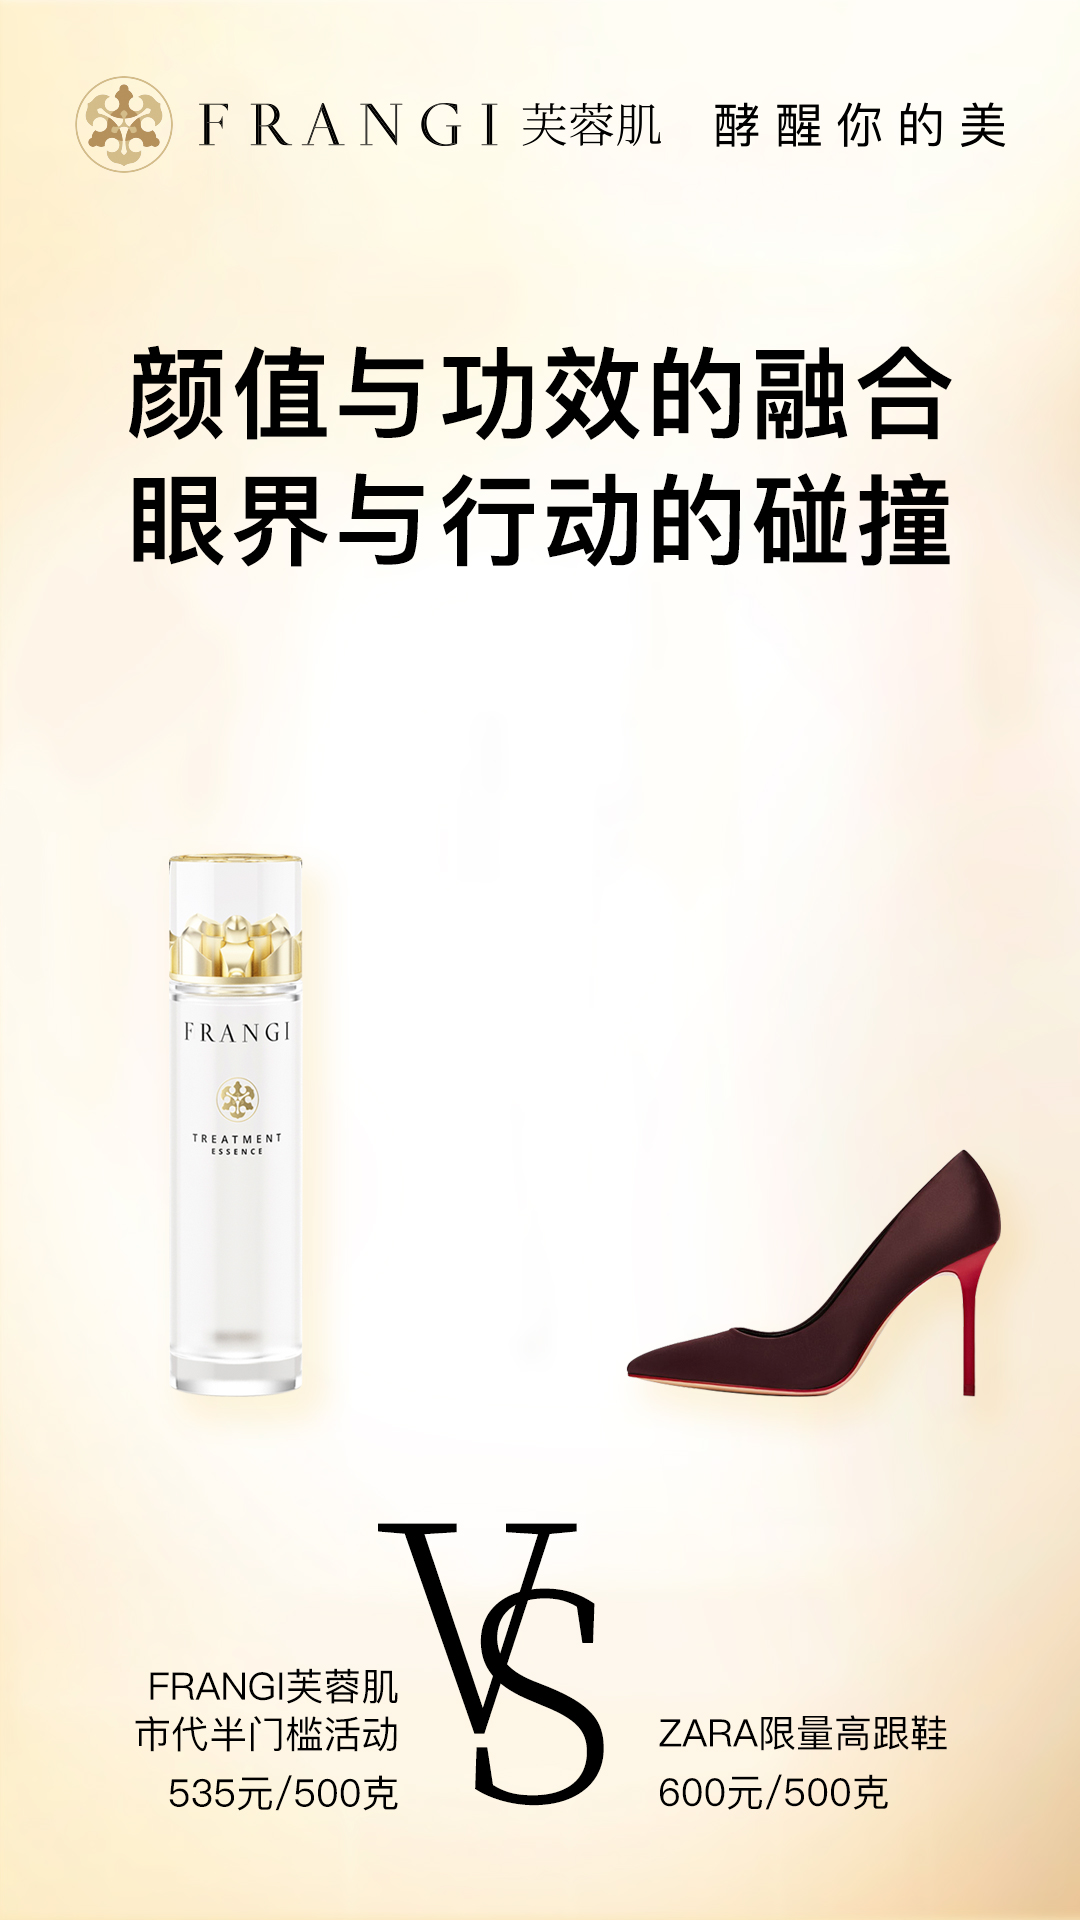 FRANGI 芙蓉肌 酵醒你的美
颜值与功效的融合
眼界与行动的碰撞
FRANGI
TREATMENT
ESSENCE
VS
FRANGI芙蓉肌
市代半门槛活动
535元/500克
ZARA限量高跟鞋
600元/500克